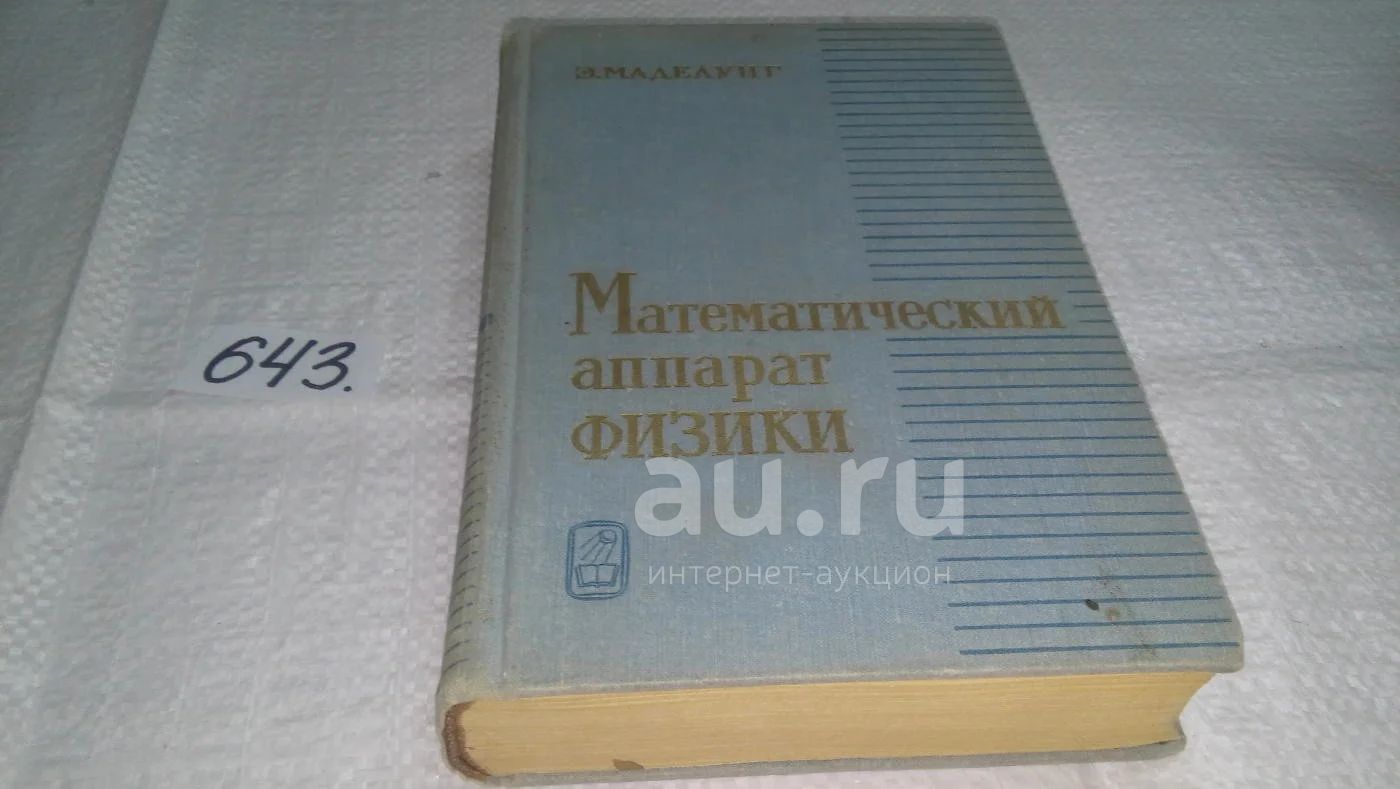 Э. МАДЕЛУНГ
МАТЕМАТИЧЕСКИЙ
аппарат
ФИЗИКИ
643.
au.ru
интернет-аукцион